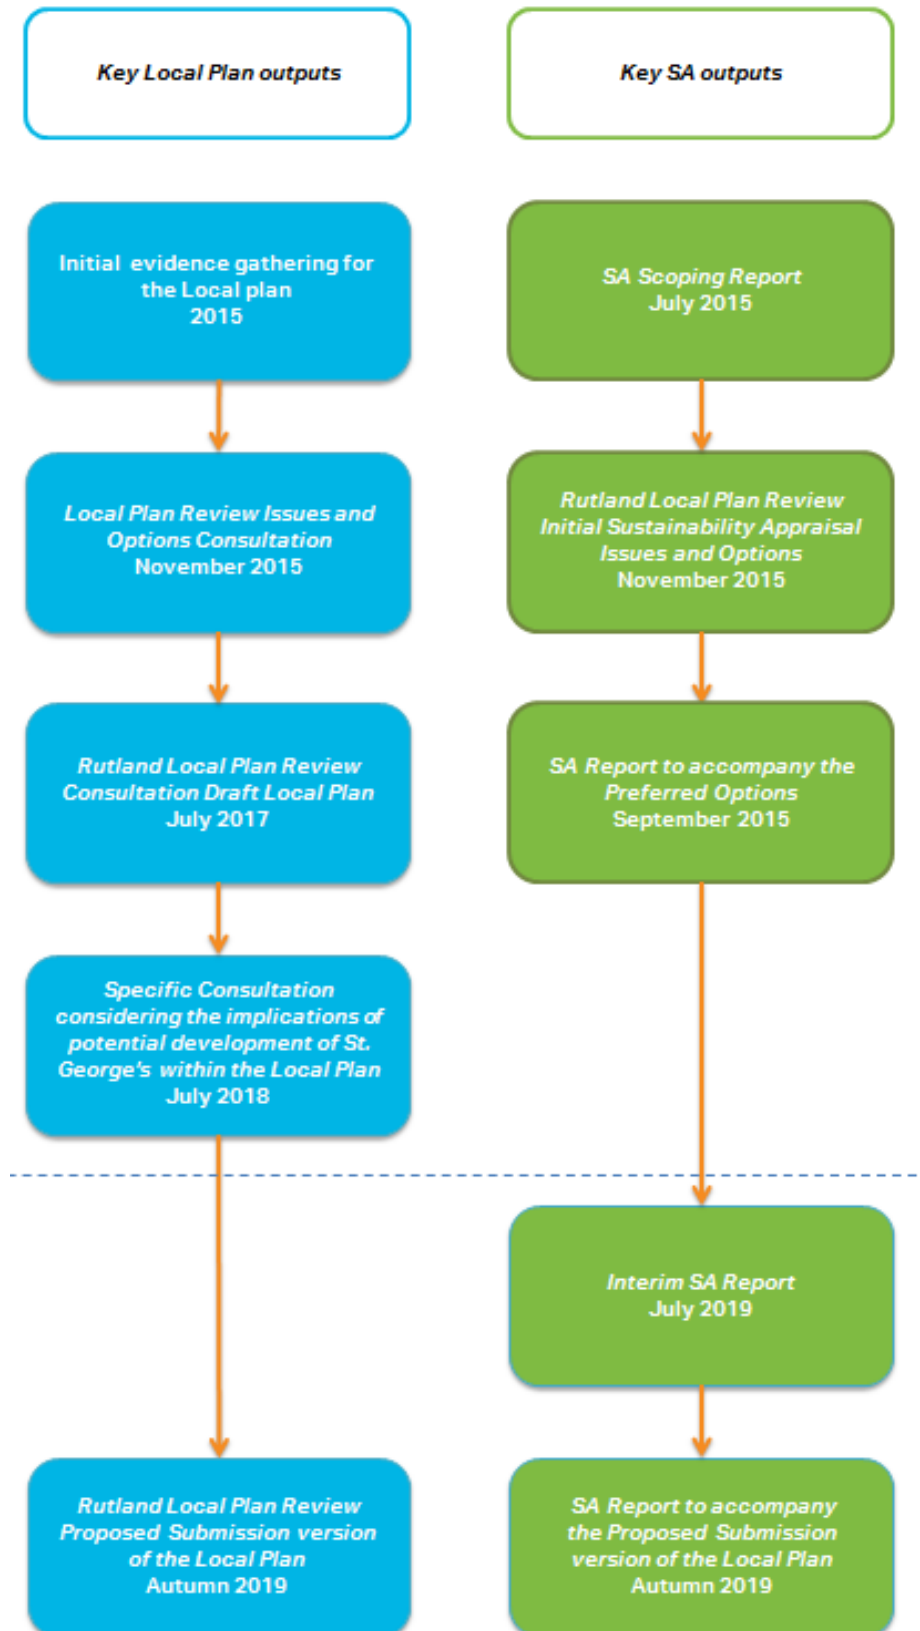 Key Local Plan outputs
Key SA outputs
Initial evidence gathering for
the Local plan
2015
SA Scoping Report
July 2015
Local Plan Review Issues and
Options Consultation
November 2015
Rutland Local Plan Review
Initial Sustainability Appraisal
Issues and Options
November 2015
Rutland Local Plan Review
Consultation Draft Local Plan
July 2017
SA Report to accompany the
Preferred Options
September 2015
Specific Consultation
considering the implications of
potential development of St.
George's within the Local Plan
July 2018
Interim SA Report
July 2019
Rutland Local Plan Review
Proposed Submission version
of the Local Plan
Autumn 2019
SA Report to accompany
the Proposed Submission
version of the Local Plan
Autumn 2019